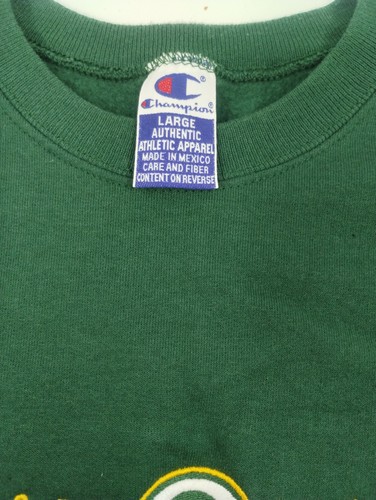 Champion
LARGE
AUTHENTIC
ATHLETIC APPAREL
MADE IN MEXICO
CARE AND FIBER
CONTENT ON REVERSE